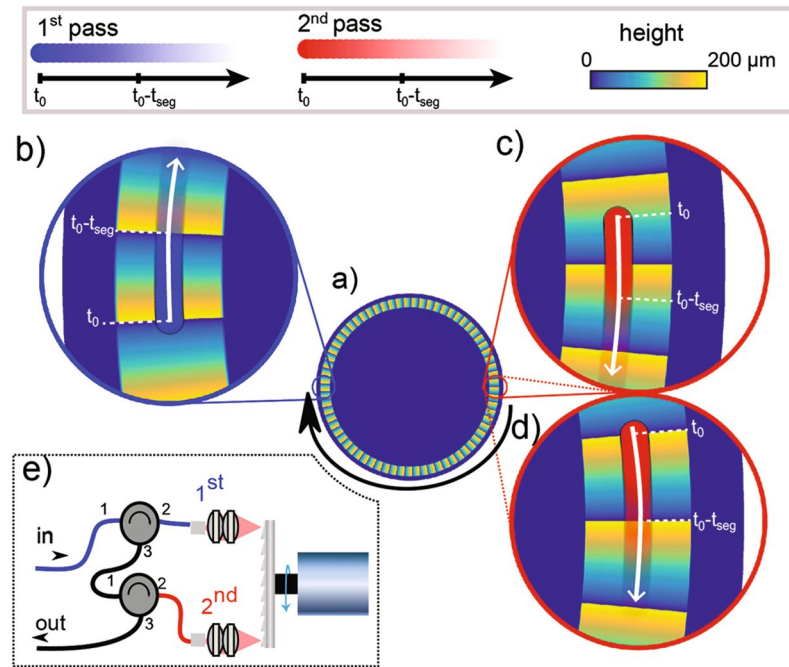 1st pass
t0
t0-tseg
2nd pass
t0
t0-tseg
height
0
200 µm
b)
t0-tseg
t0
a)
c)
t0
t0-tseg
d)
t0
t0-tseg
e)
1st
1
2
in
3
1
2
2nd
out
3